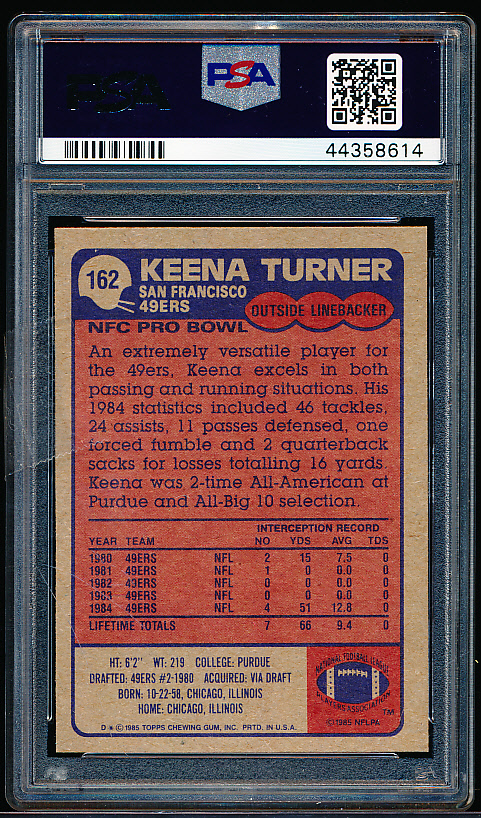 PSA
PSA
44358614
162
KEENA TURNER
SAN FRANCISCO
49ERS
OUTSIDE LINEBACKER
NFC PRO BOWL
An extremely versatile player for
the 49ers, Keena excels in both
passing and running situations. His
1984 statistics included 46 tackles,
24 assists, 11 passes defensed, one
forced fumble and 2 quarterback
sacks for losses totalling 16 yards.
Keena was 2-time All-American at
Purdue and All-Big 10 selection.
INTERCEPTION RECORD
YEAR TEAM NO YDS AVG TDS
1980 49ERS NFL 2 15 7.5 0
1981 49ERS NFL 1 0 0.0 0
1982 49ERS NFL 0 0 0.0 0
1983 49ERS NFL 0 0 0.0 0
1984 49ERS NFL 4 51 12.8 0
LIFETIME TOTALS 7 66 9.4 0
HT: 6'2" WT: 219 COLLEGE: PURDUE
DRAFTED: 49ERS #2-1980 ACQUIRED: VIA DRAFT
BORN: 10-22-58, CHICAGO, ILLINOIS
HOME: CHICAGO, ILLINOIS
D * © 1985 TOPPS CHEWING GUM, INC. PRTD. IN U.S.A.
NATIONAL FOOTBALL LEAGUE
PLAYERS ASSOCIATION
TM
© 1985 NFLPA